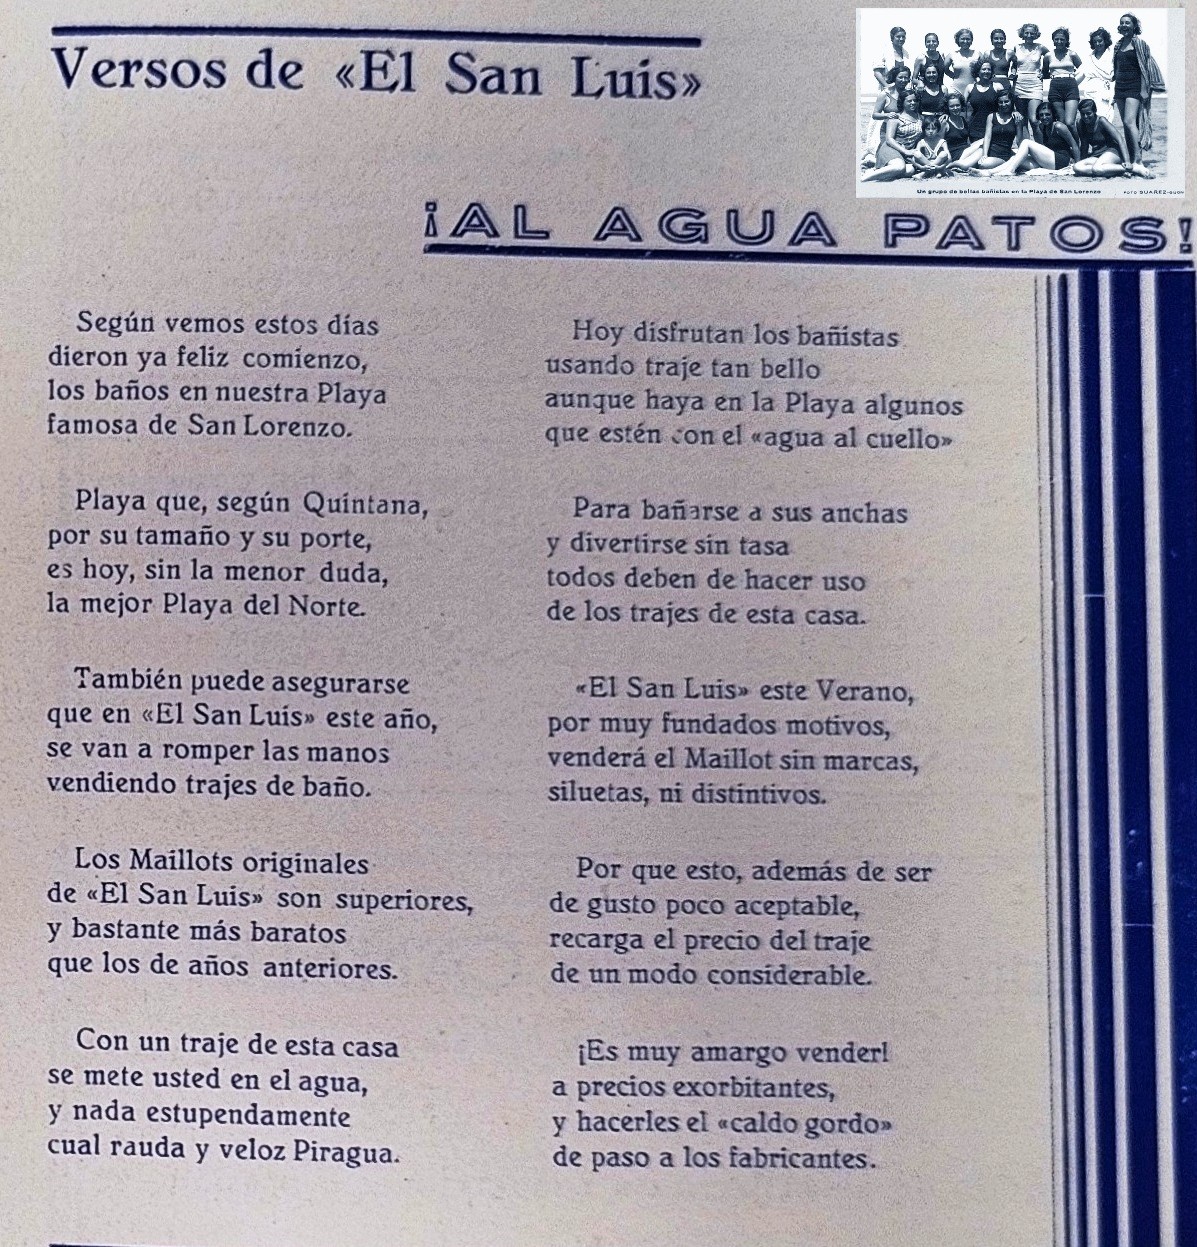 Versos de «El San Luis»
Un grupo de bellas bañistas en la Playa de San Lorenzo
FOTO SUAREZ-GIJON
¡AL AGUA PATOS!
Según vemos estos días
dieron ya feliz comienzo,
los baños en nuestra Playa
famosa de San Lorenzo.
Playa que, según Quintana,
por su tamaño y su porte,
es hoy, sin la menor duda,
la mejor Playa del Norte.
También puede asegurarse
que en «El San Luis» este año,
se van a romper las manos
vendiendo trajes de baño.
Los Maillots originales
de «El San Luis» son superiores,
y bastante más baratos
que los de años anteriores.
Con un traje de esta casa
se mete usted en el agua,
y nada estupendamente
cual rauda y veloz Piragua.
Hoy disfrutan los bañistas
usando traje tan bello
aunque haya en la Playa algunos
que estén con el «agua al cuello»
Para bañarse a sus anchas
y divertirse sin tasa
todos deben de hacer uso
de los trajes de esta casa.
«El San Luis» este Verano,
por muy fundados motivos,
venderá el Maillot sin marcas,
siluetas, ni distintivos.
Por que esto, además de ser
de gusto poco aceptable,
recarga el precio del traje
de un modo considerable.
¡Es muy amargo vender!
a precios exorbitantes,
y hacerles el «caldo gordo»
de paso a los fabricantes.